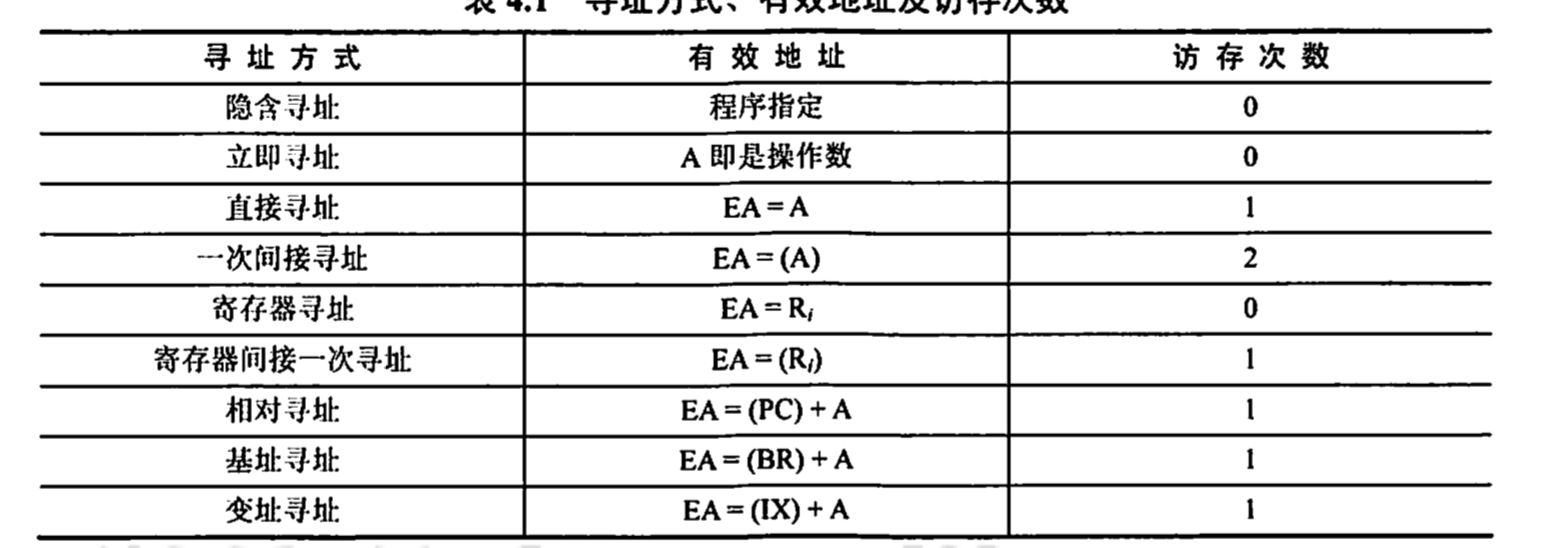 表 4.1 寻址方式、有效地址及访存次数
寻址方式 有效地址 访存次数
隐含寻址 程序指定 0
立即寻址 A 即是操作数 0
直接寻址 EA = A 1
一次间接寻址 EA = (A) 2
寄存器寻址 EA = Rᵢ 0
寄存器间接一次寻址 EA = (Rᵢ) 1
相对寻址 EA = (PC) + A 1
基址寻址 EA = (BR) + A 1
变址寻址 EA = (IX) + A 1